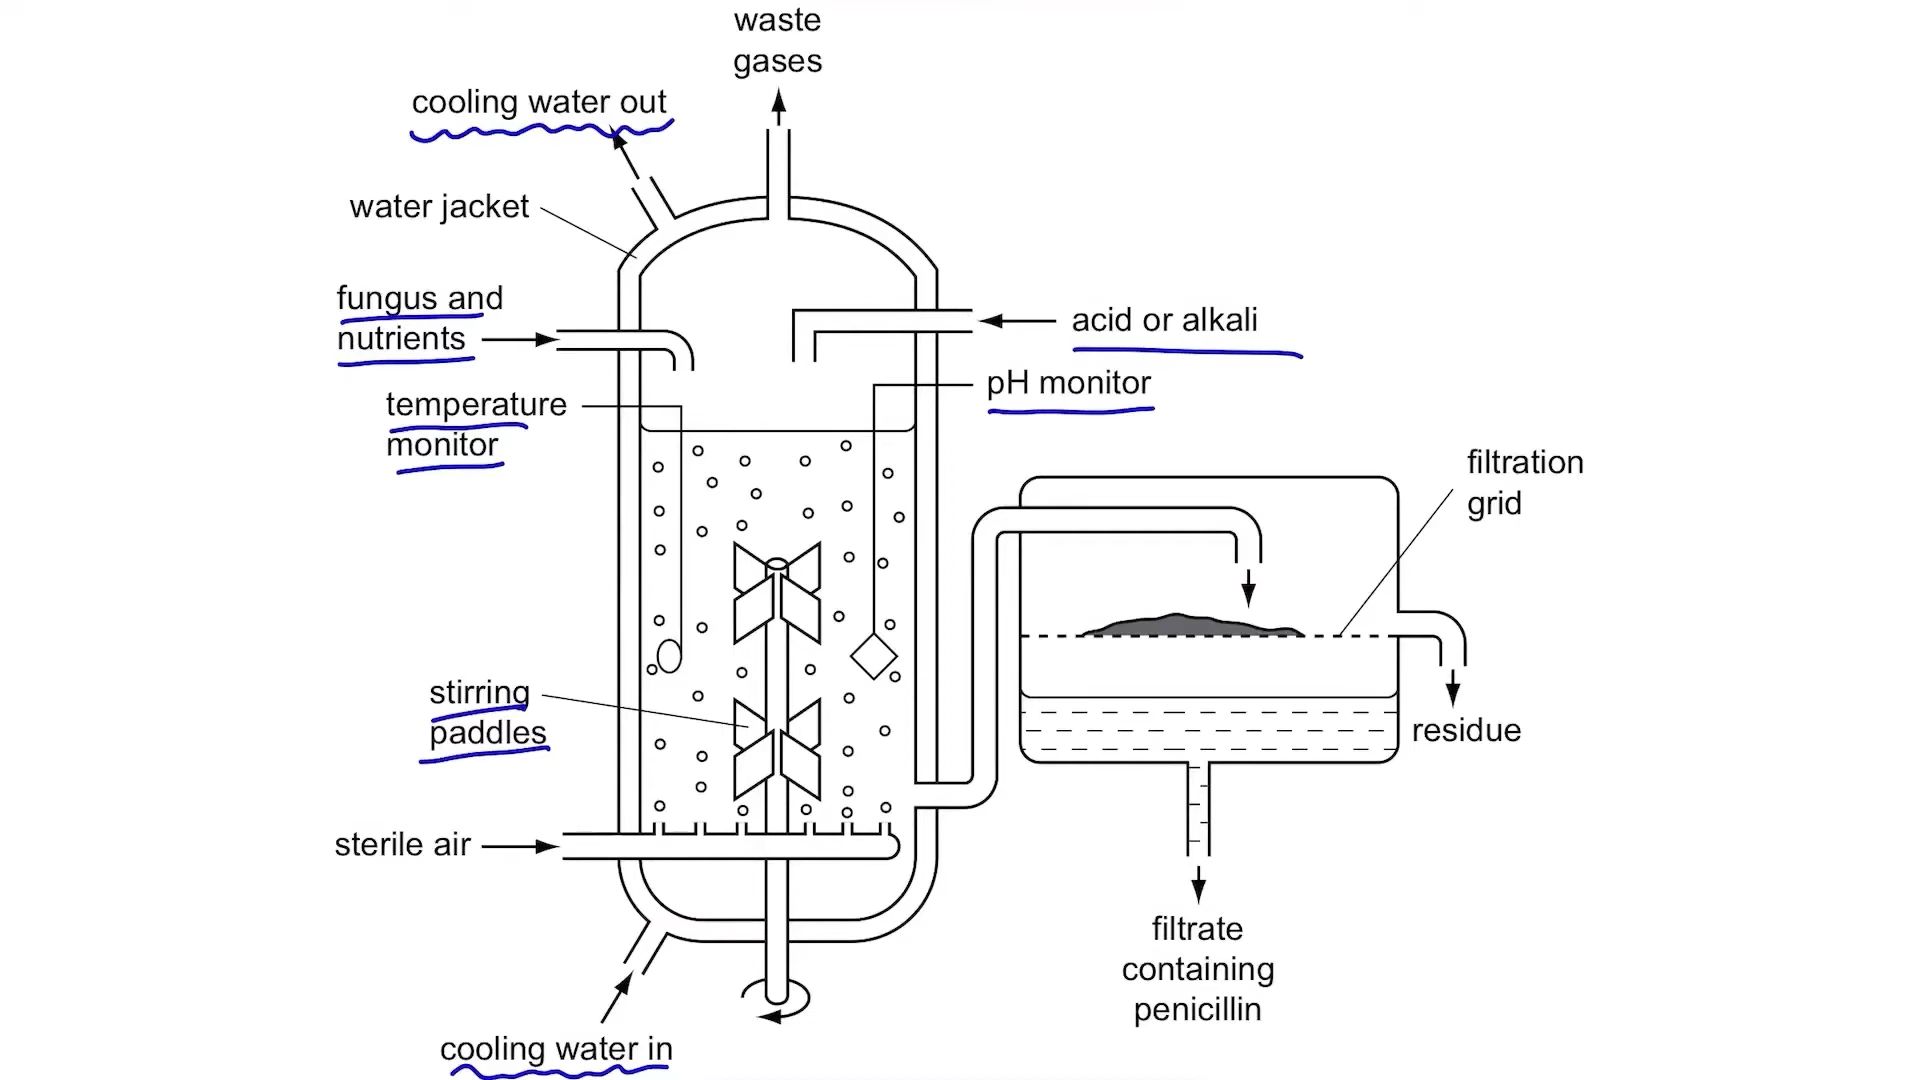 waste
gases
cooling water out
water jacket
fungus and
nutrients
acid or alkali
temperature
monitor
pH monitor
filtration
grid
stirring
paddles
residue
sterile air
filtrate
containing
penicillin
cooling water in